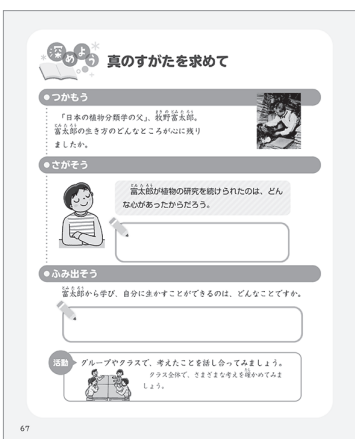 深めよう
真のすがたを求めて
つかもう
「日本の植物分類学の父」、牧野富太郎。
富太郎の生き方のどんなところが心に残り
ましたか。
さがそう
富太郎が植物の研究を続けられたのは、どん
な心があったからだろう。
ふみ出そう
富太郎から学び、自分に生かすことができるのは、どんなことですか。
活動
グループやクラスで、考えたことを話し合ってみましょう。
クラス全体で、さまざまな考えを確かめてみま
しょう。
67